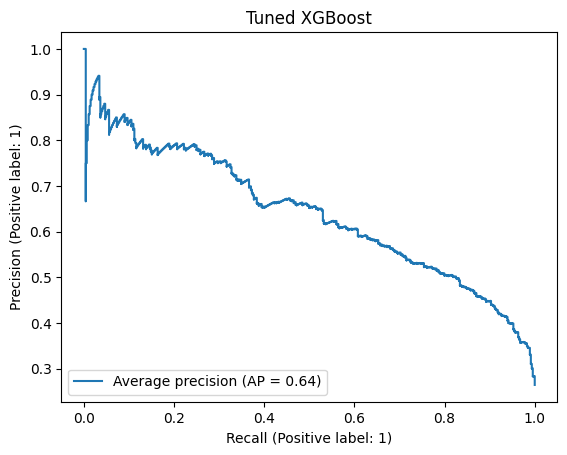 Tuned XGBoost
1.0
0.9
0.8
0.7
0.6
0.5
0.4
0.3
Precision (Positive label: 1)
Average precision (AP = 0.64)
0.0 0.2 0.4 0.6 0.8 1.0
Recall (Positive label: 1)